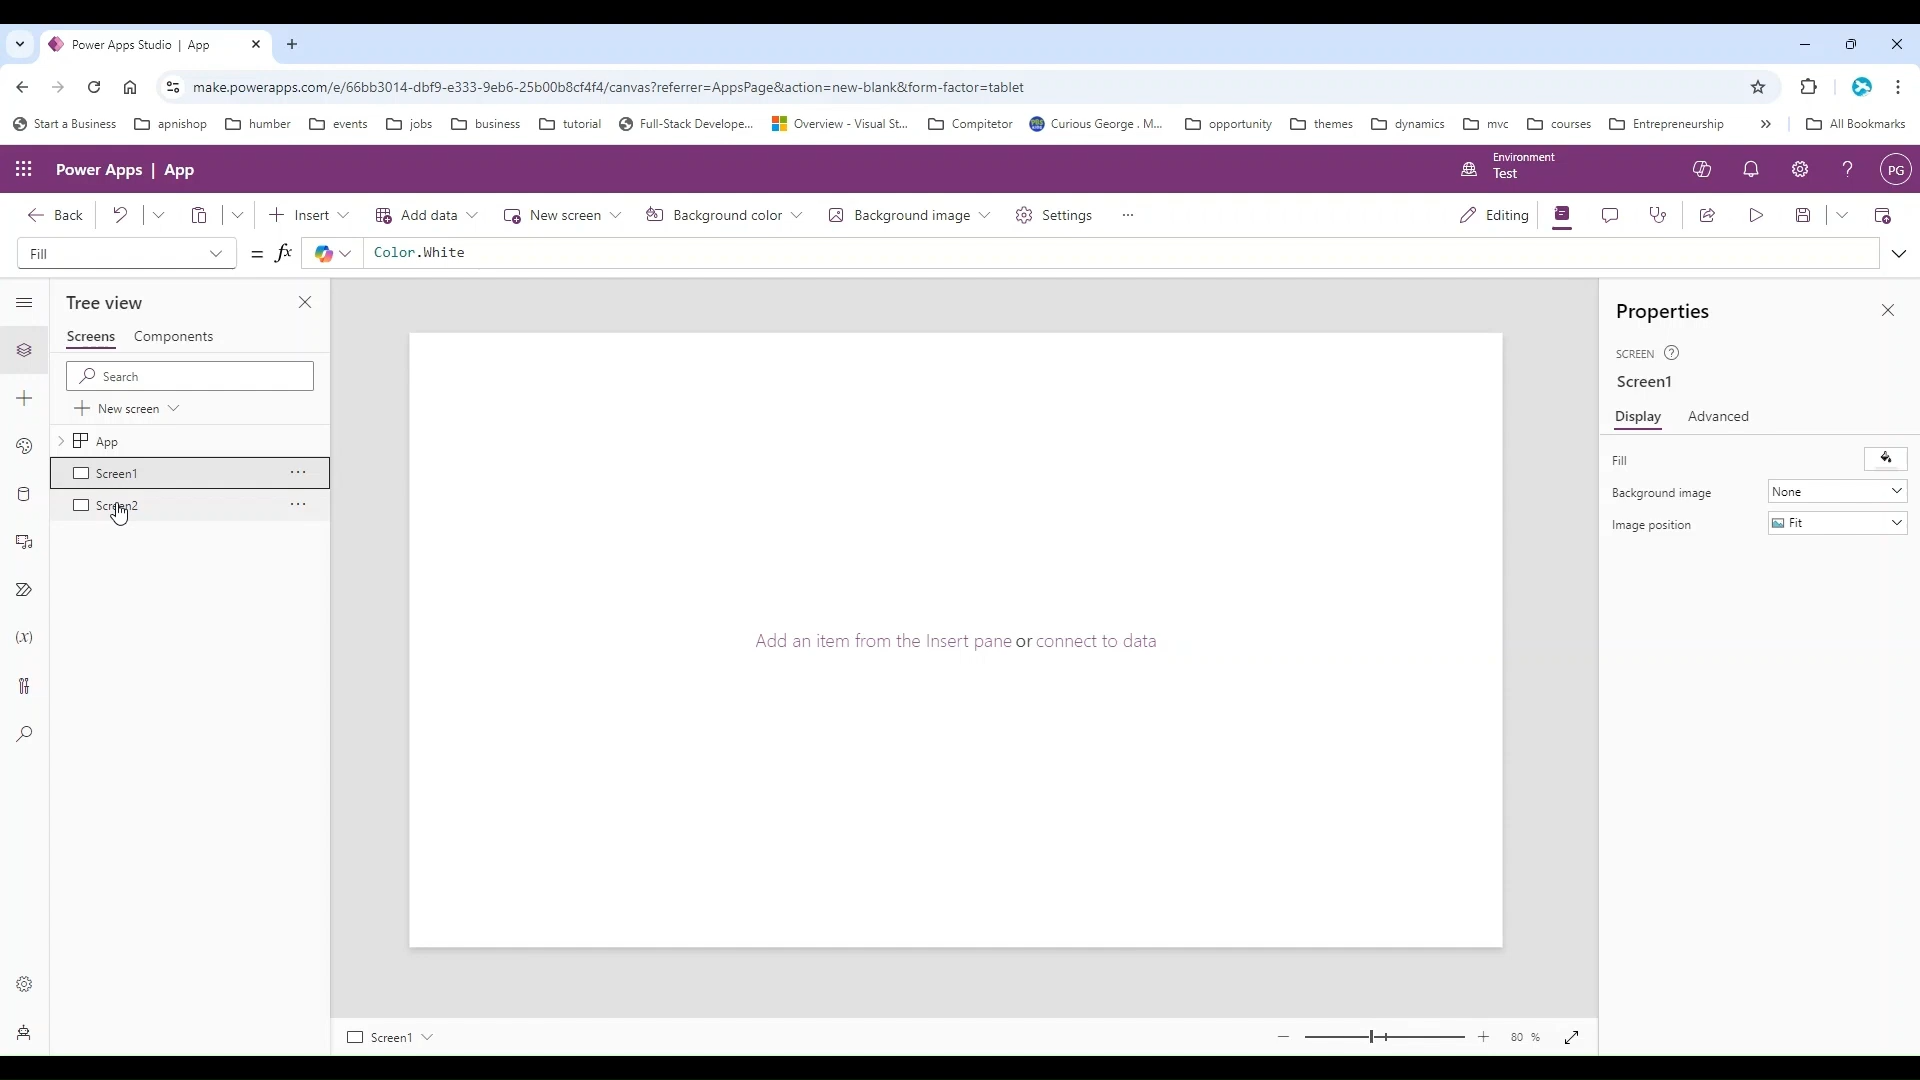 Power Apps Studio | App
make.powerapps.com/e/66bb3014-dbf9-e333-9eb6-25b00b8cf4f4/canvas?referrer=AppsPage&action=new-blank&form-factor=tablet
Start a Business apnishop humber events jobs business tutorial Full-Stack Develope... Overview - Visual St... Compitetor Curious George . M... opportunity themes dynamics mvc courses Entrepreneurship » All Bookmarks
Power Apps | App
Environment
Test
PG
Back Insert Add data New screen Background color Background image Settings ... Editing
Fill = fx Color.White
Tree view
Screens Components
Search
New screen
App
Screen1 ...
Screen2 ...
(x)
Add an item from the Insert pane or connect to data
Properties
SCREEN ?
Screen1
Display Advanced
Fill
Background image None
Image position Fit
Screen1
80 %